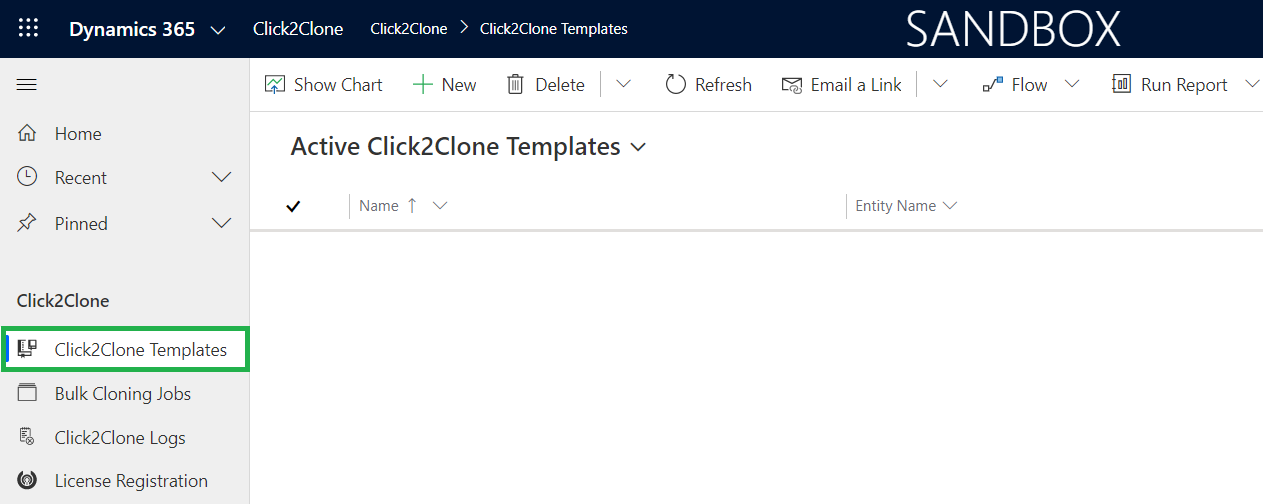 Dynamics 365 Click2Clone Click2Clone Click2Clone Templates SANDBOX
Show Chart New Delete Refresh Email a Link Flow Run Report
Home
Recent
Pinned
Click2Clone
Click2Clone Templates
Bulk Cloning Jobs
Click2Clone Logs
License Registration
Active Click2Clone Templates
Name Entity Name